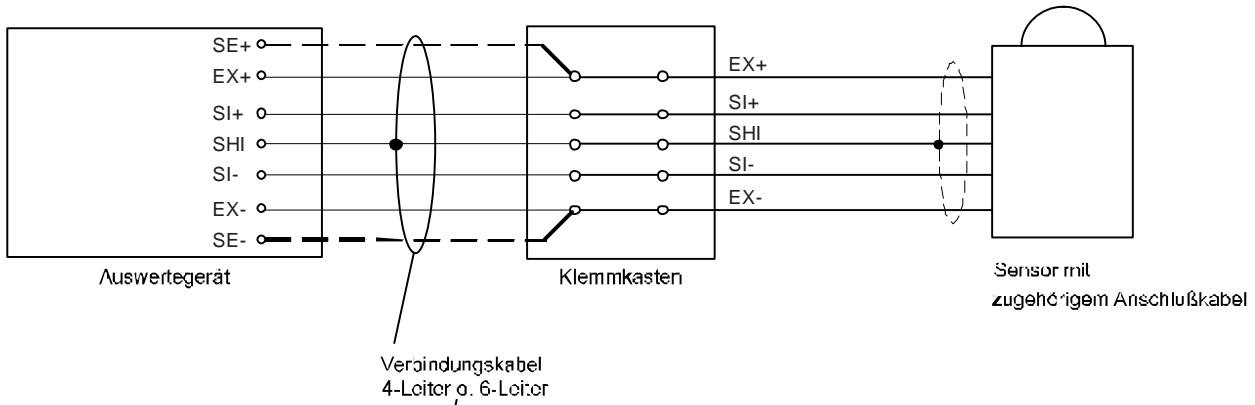 SE+
EX+
SI+
SHI
SI-
EX-
SE-
EX+
SI+
SHI
SI-
EX-
Auswertegerät
Klemmkasten
Sensor mit
zugehörigem Anschlußkabel
Verbindungskabel
4-Leiter o. 6-Leiter